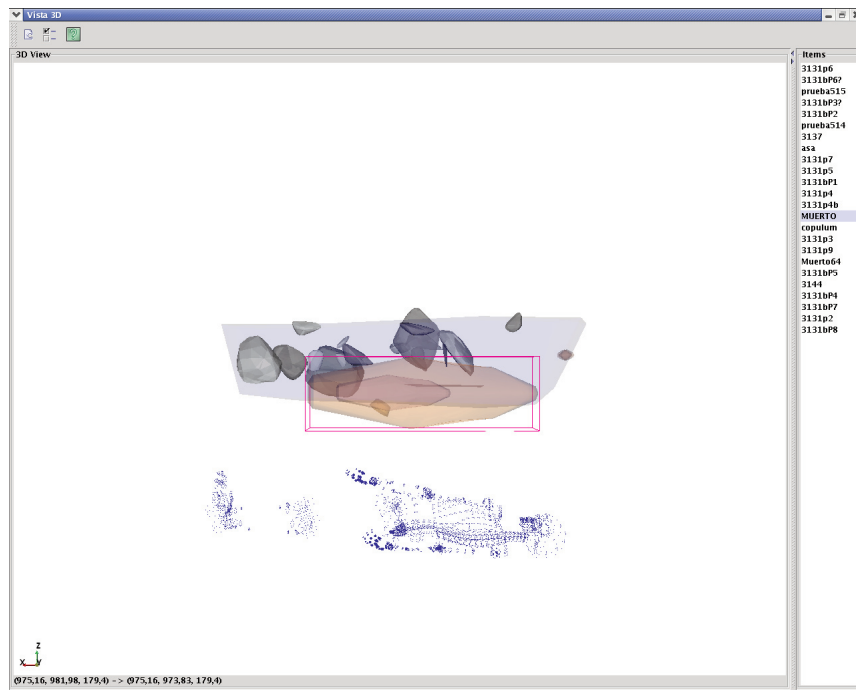 Vista 3D
3D View
Items
3131p6
3131bP6?
prueba515
3131bP3?
3131bP2
prueba514
3137
asa
3131p7
3131p5
3131bP1
3131p4
3131p4b
MUERTO
copulum
3131p3
3131p9
Muerto64
3131bP5
3144
3131bP4
3131bP7
3131p2
3131bP8
Z
X Y
(975,16, 981,98, 179,4) -> (975,16, 973,83, 179,4)